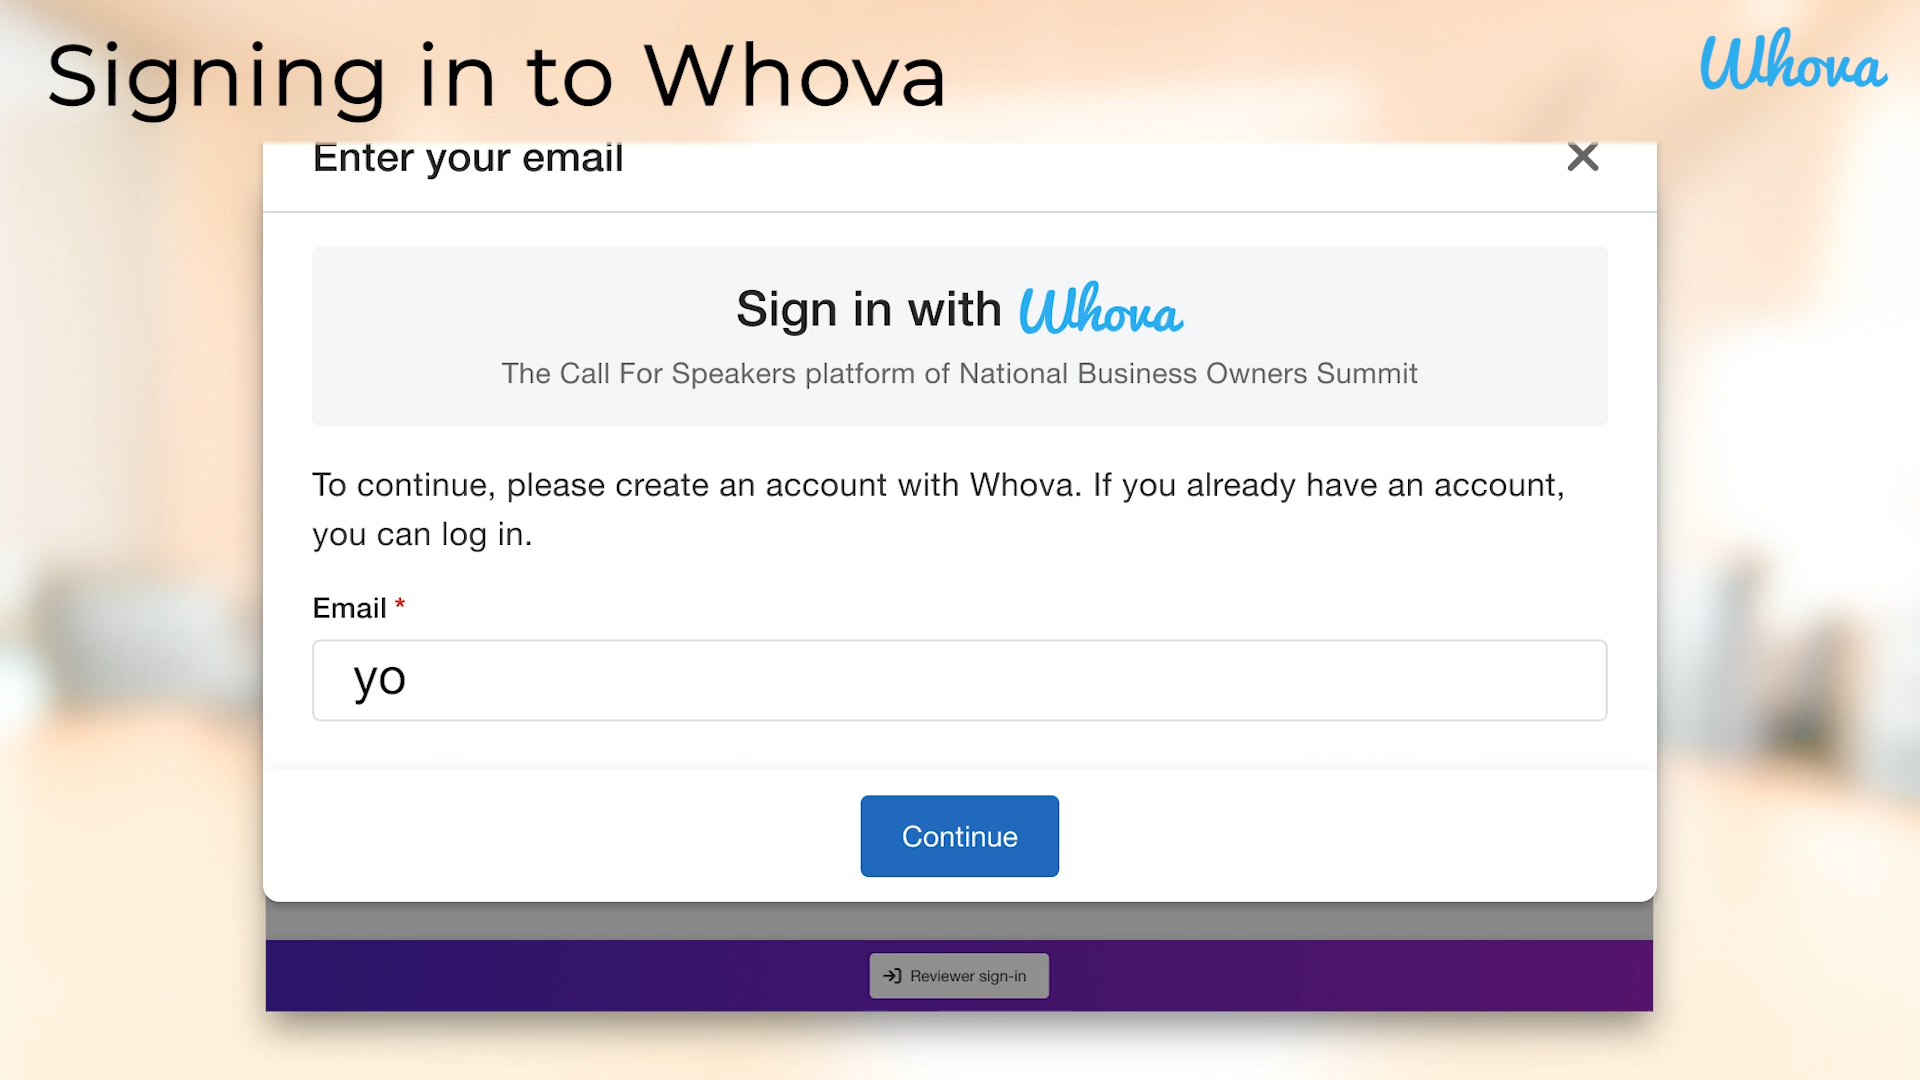 Signing in to Whova
Whova
Enter your email
Sign in with Whova
The Call For Speakers platform of National Business Owners Summit
To continue, please create an account with Whova. If you already have an account,
you can log in.
Email *
yo
Continue
Reviewer sign-in